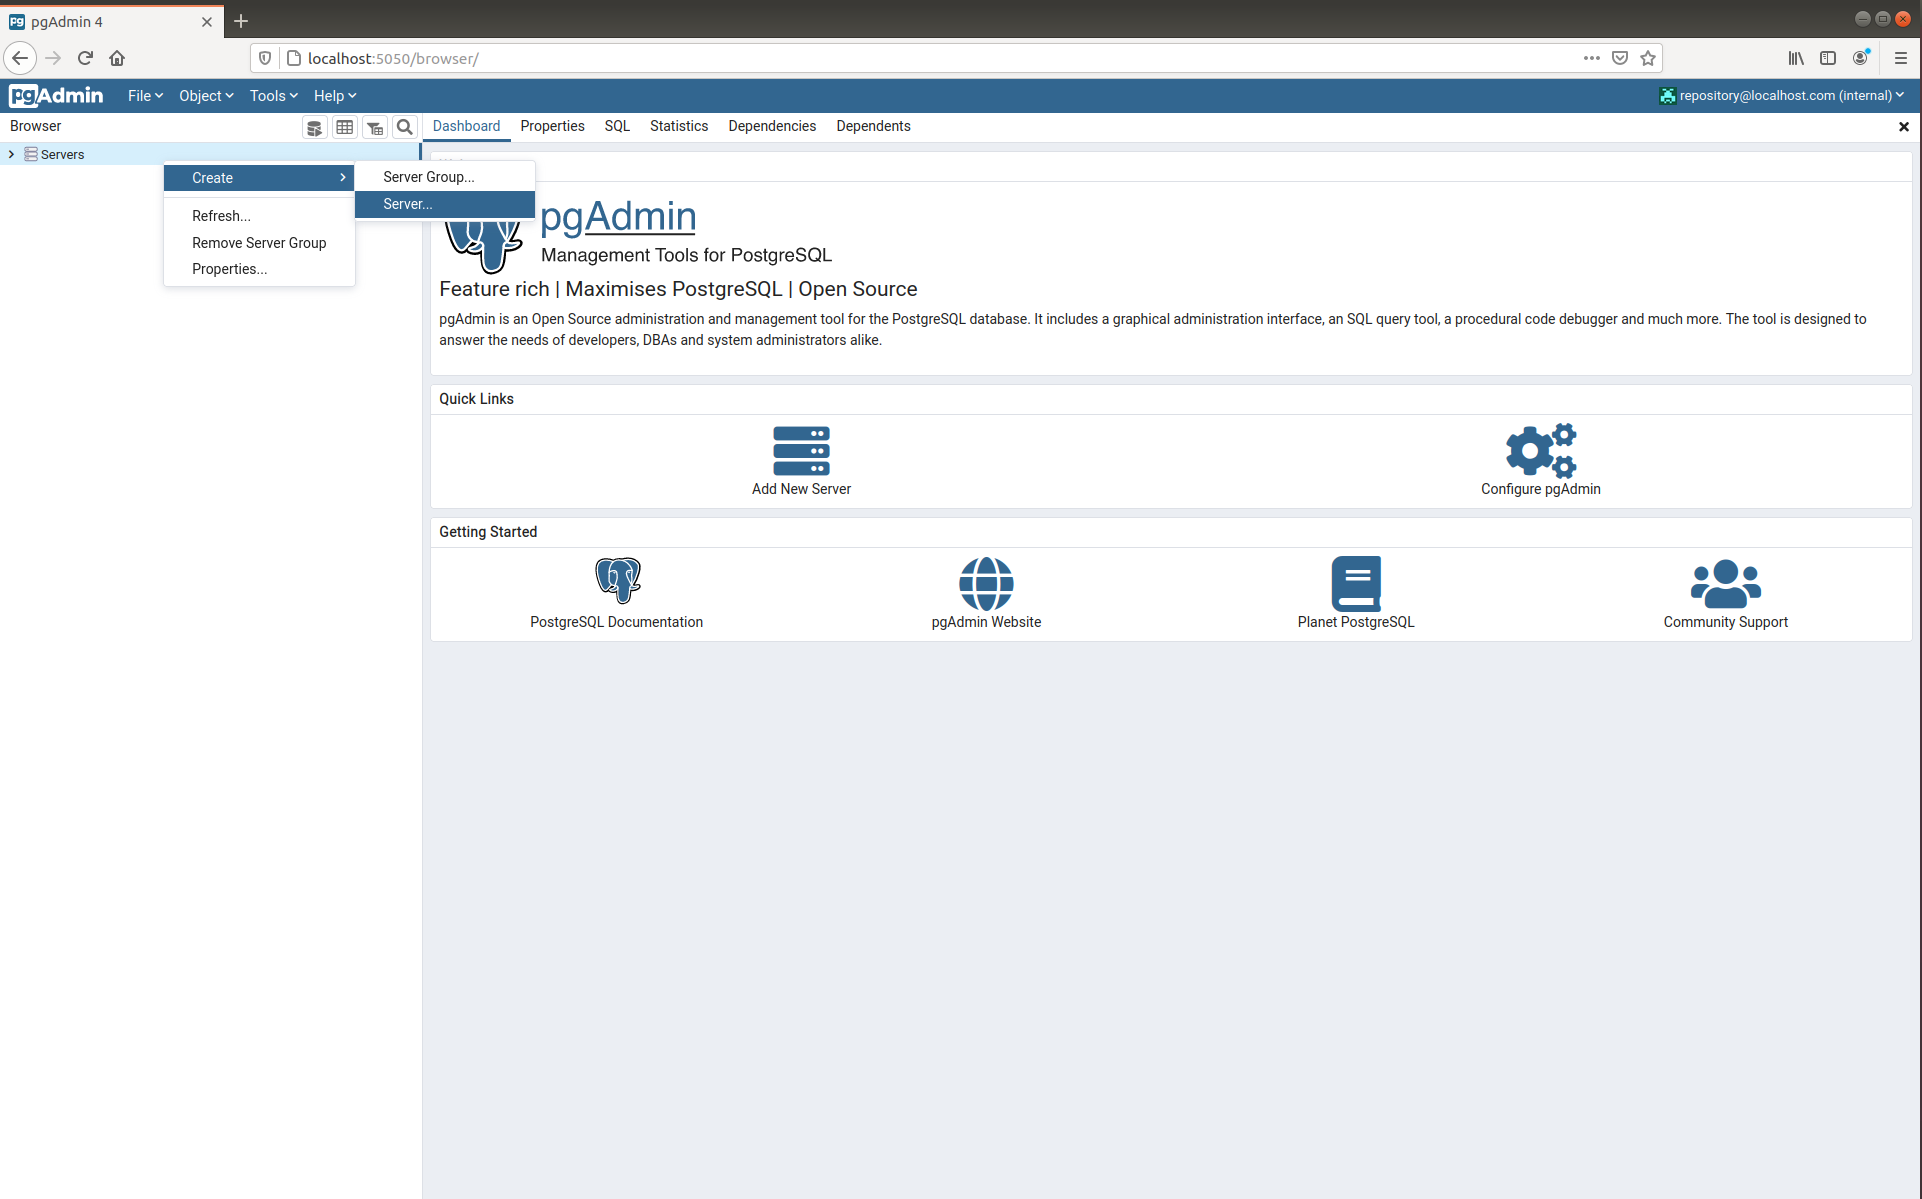 pgAdmin 4
localhost:5050/browser/
pgAdmin File Object Tools Help repository@localhost.com (internal)
Browser Dashboard Properties SQL Statistics Dependencies Dependents
Servers
Create
Server Group...
Server...
Refresh...
Remove Server Group
Properties...
pgAdmin
Management Tools for PostgreSQL
Feature rich | Maximises PostgreSQL | Open Source
pgAdmin is an Open Source administration and management tool for the PostgreSQL database. It includes a graphical administration interface, an SQL query tool, a procedural code debugger and much more. The tool is designed to
answer the needs of developers, DBAs and system administrators alike.
Quick Links
Add New Server Configure pgAdmin
Getting Started
PostgreSQL Documentation pgAdmin Website Planet PostgreSQL Community Support